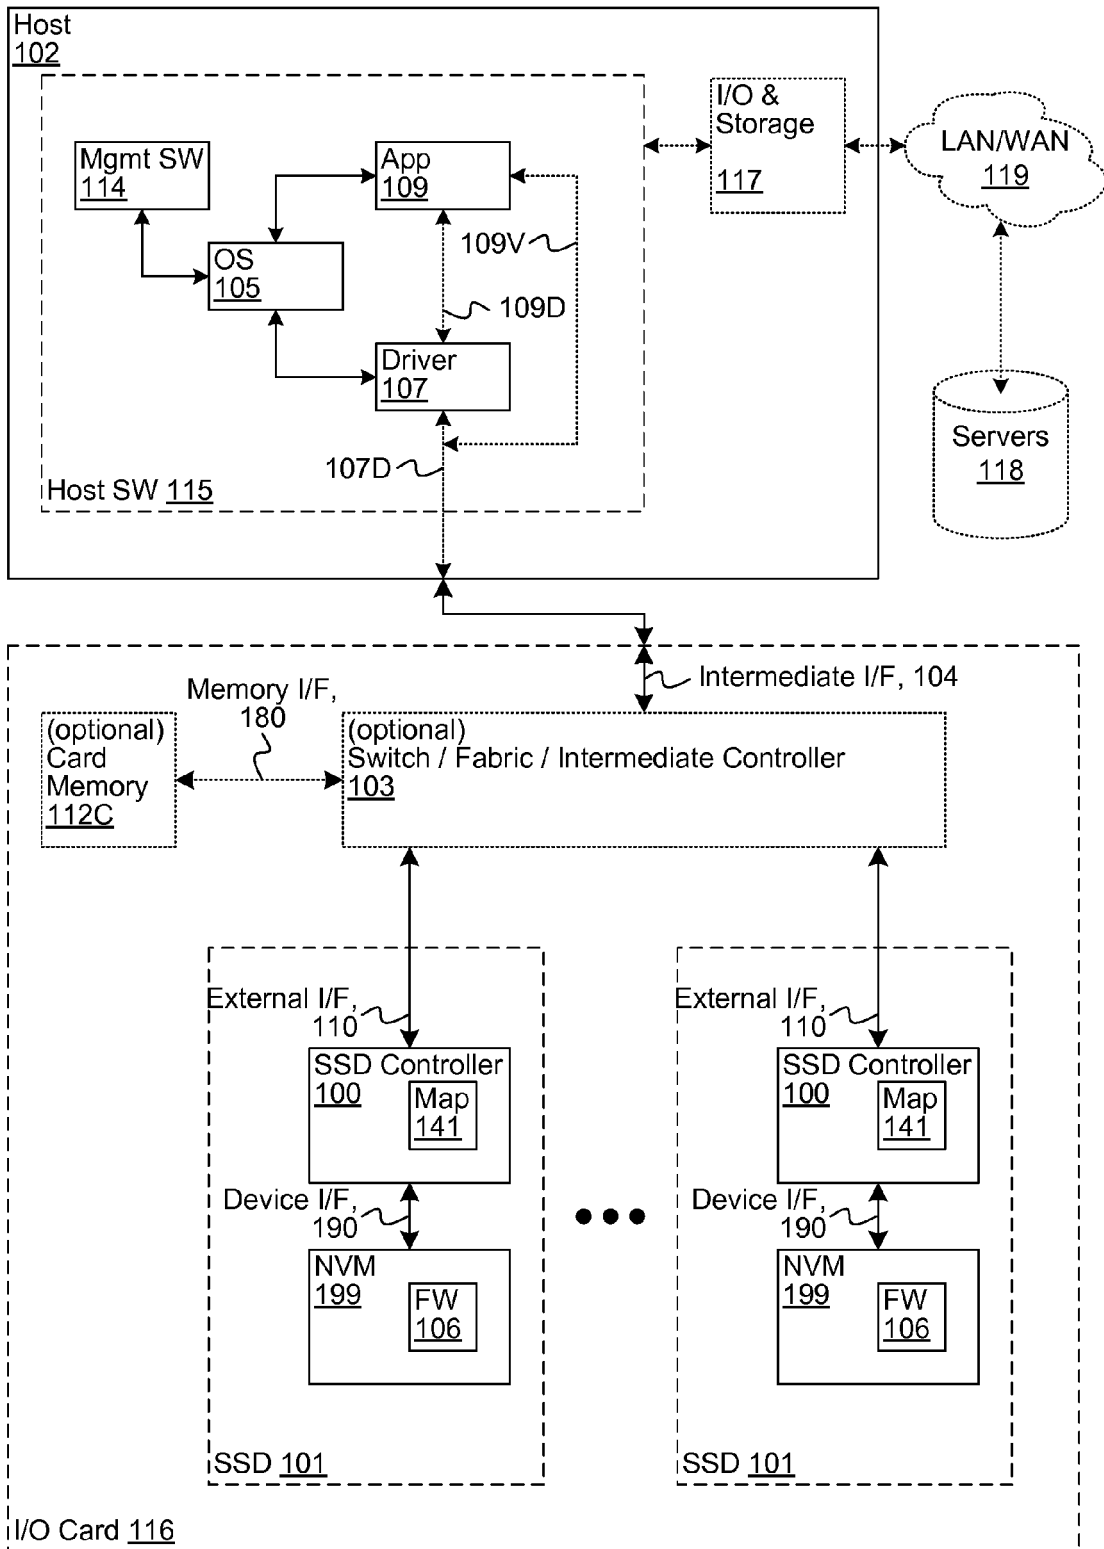 Host
102
I/O &
Storage
117
LAN/WAN
119
Mgmt SW
114
App
109
109V
OS
105
109D
Driver
107
107D
Servers
118
Host SW 115
Intermediate I/F, 104
Memory I/F,
180
(optional)
Card
Memory
112C
(optional)
Switch / Fabric / Intermediate Controller
103
External I/F,
110
SSD Controller
100
Map
141
Device I/F,
190
NVM
199
FW
106
SSD 101
External I/F,
110
SSD Controller
100
Map
141
Device I/F,
190
NVM
199
FW
106
SSD 101
I/O Card 116